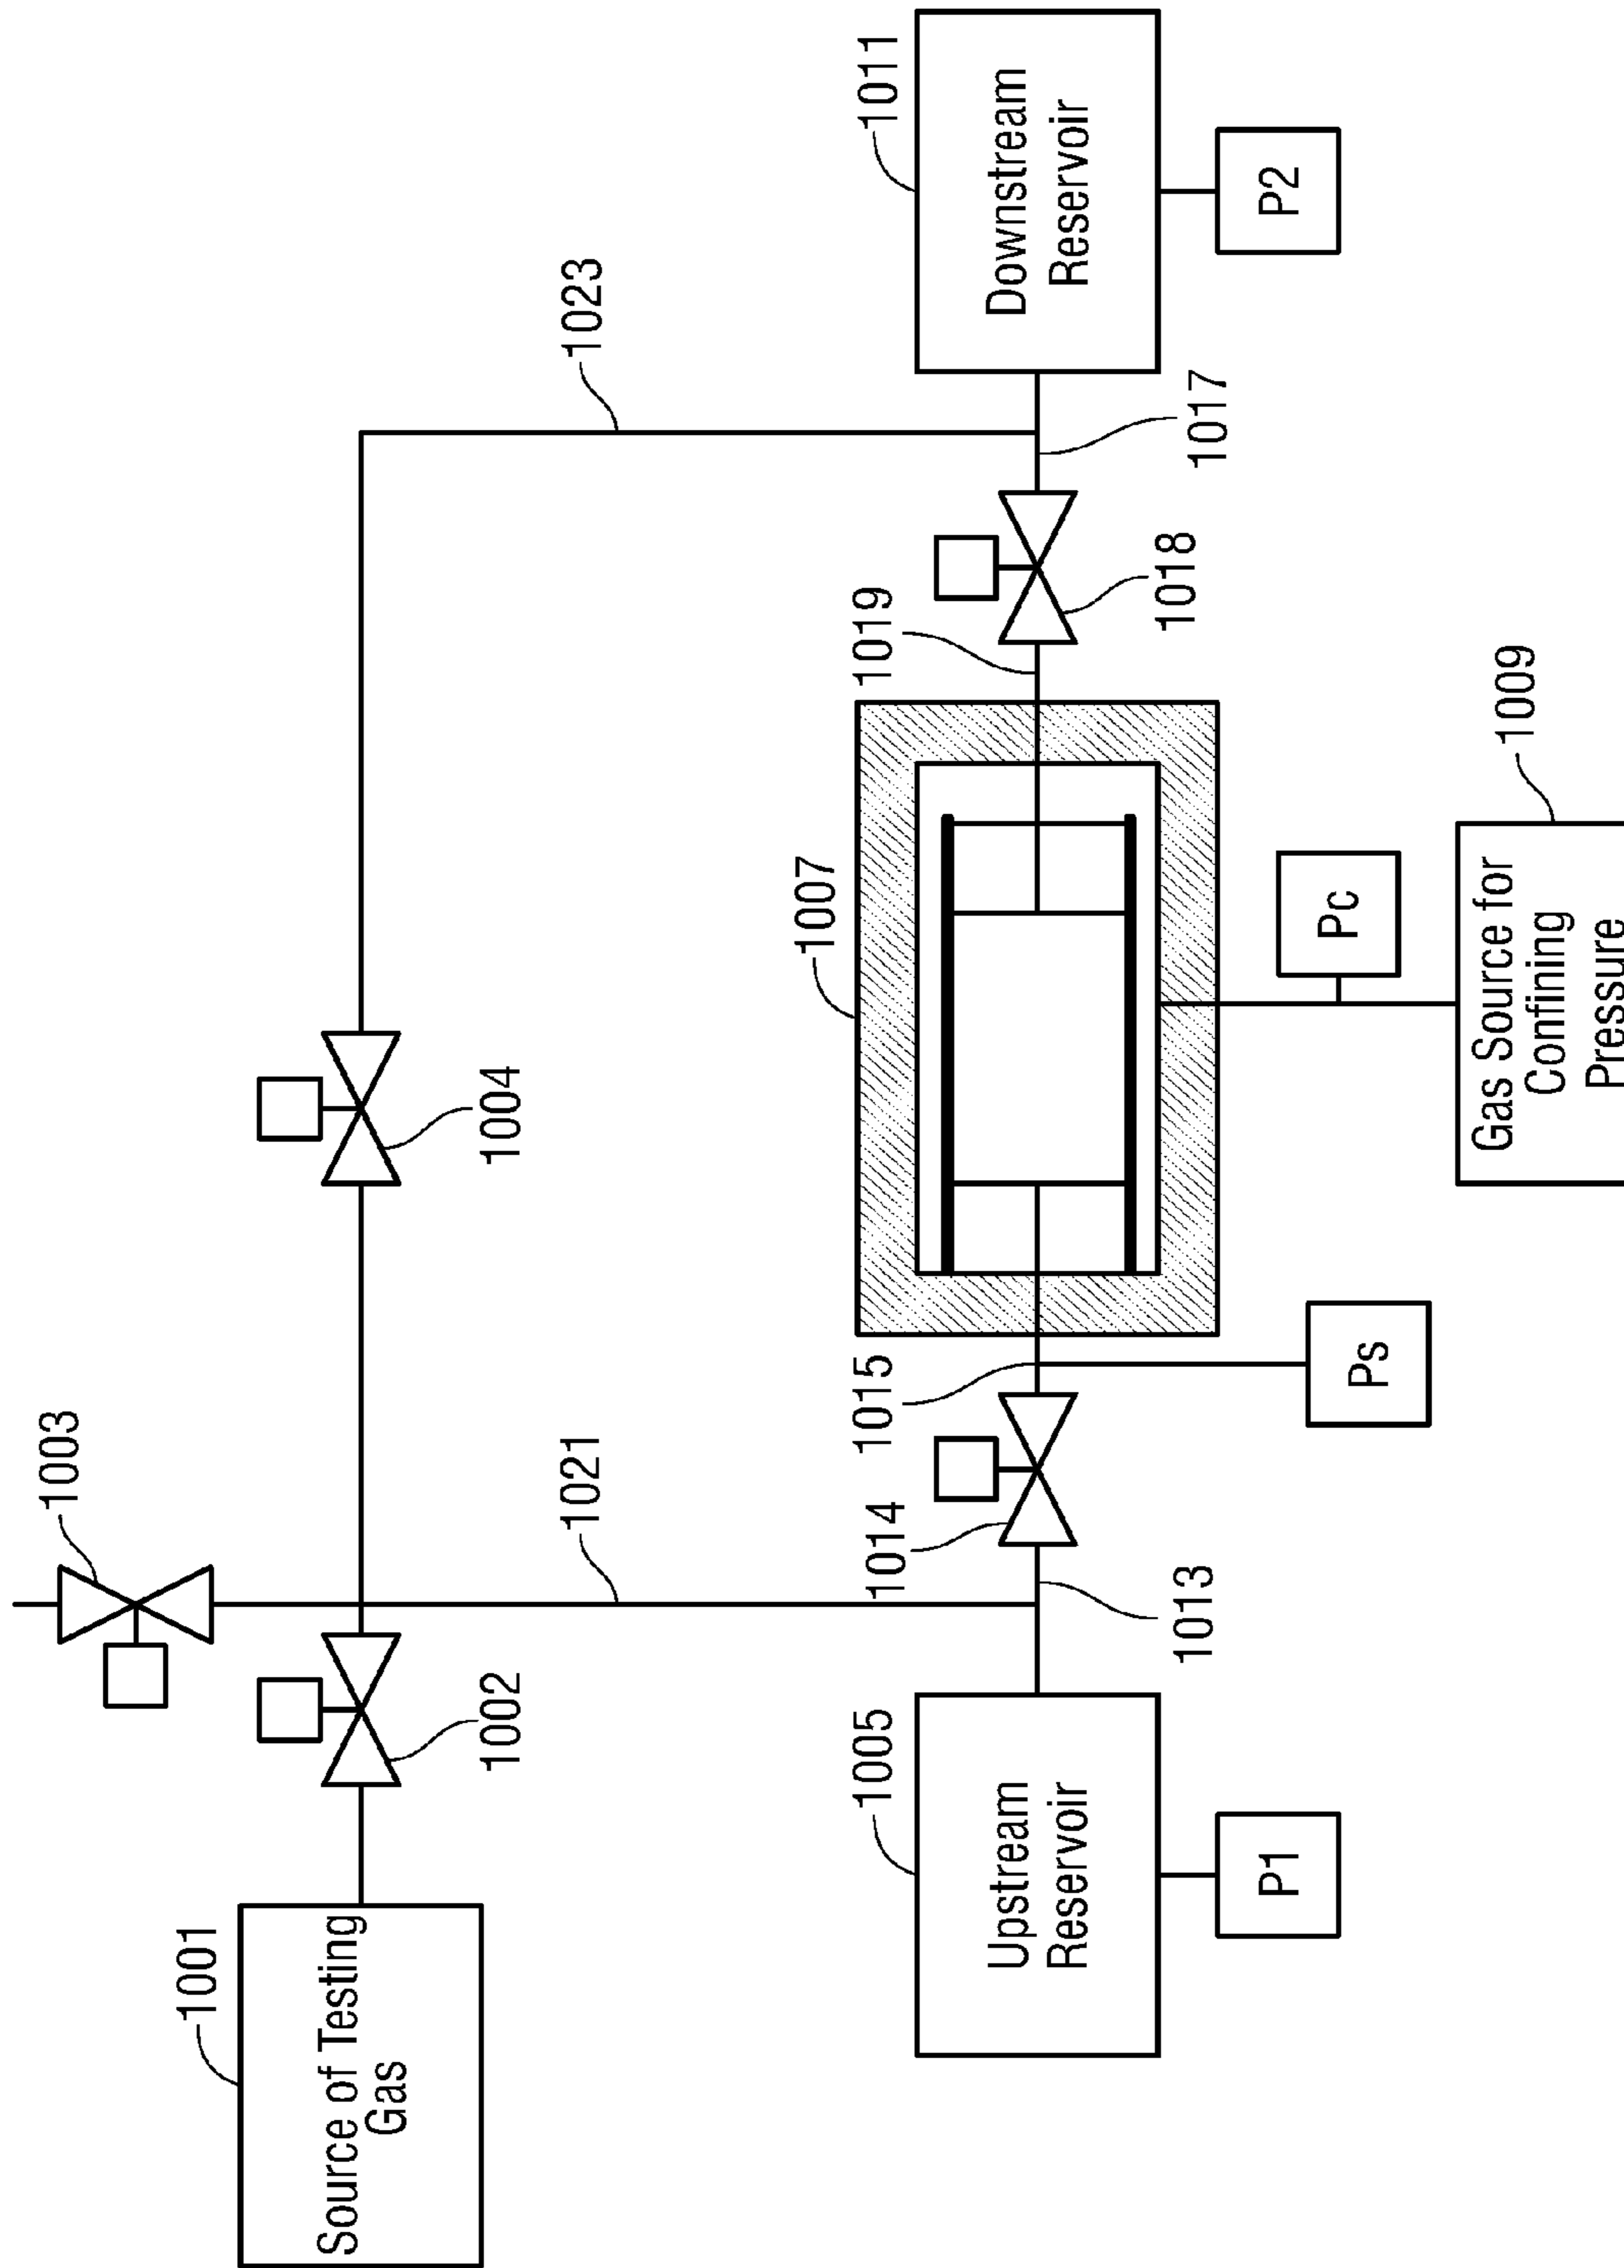 1003
1001
Source of Testing
Gas
1002
1004
1021
1023
1005
Upstream
Reservoir
P1
1013
1014
1015
Ps
1007
1019
1018
1017
1011
Downstream
Reservoir
P2
Pc
1009
Gas Source for
Confining
Pressure